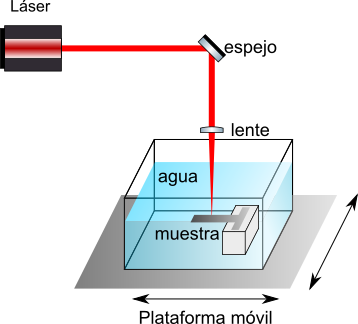 Láser
espejo
lente
agua
muestra
Plataforma móvil